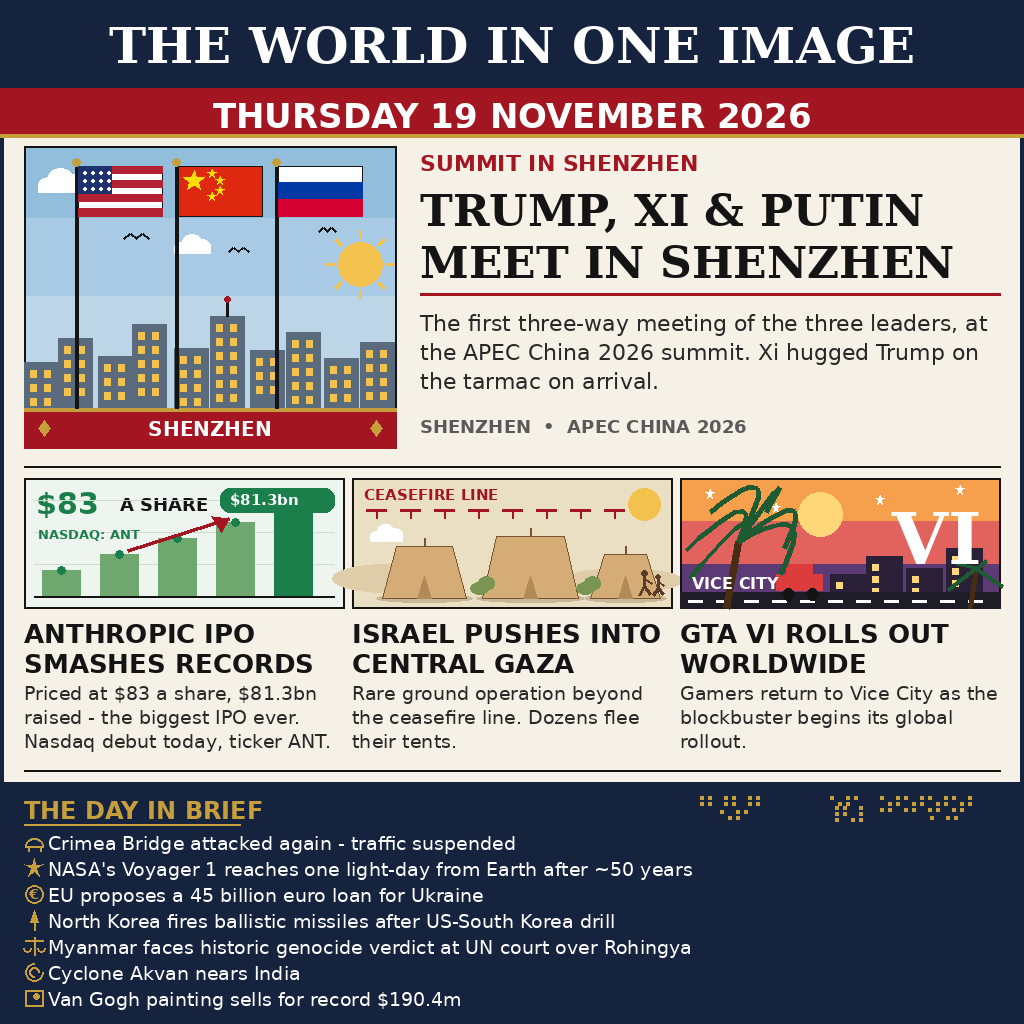 THE WORLD IN ONE IMAGE
THURSDAY 19 NOVEMBER 2026
SHENZHEN
SUMMIT IN SHENZHEN
TRUMP, XI & PUTIN
MEET IN SHENZHEN
The first three-way meeting of the three leaders, at
the APEC China 2026 summit. Xi hugged Trump on
the tarmac on arrival.
SHENZHEN • APEC CHINA 2026
$83 A SHARE
$81.3bn
NASDAQ: ANT
ANTHROPIC IPO
SMASHES RECORDS
Priced at $83 a share, $81.3bn
raised - the biggest IPO ever.
Nasdaq debut today, ticker ANT.
CEASEFIRE LINE
ISRAEL PUSHES INTO
CENTRAL GAZA
Rare ground operation beyond
the ceasefire line. Dozens flee
their tents.
VI
VICE CITY
GTA VI ROLLS OUT
WORLDWIDE
Gamers return to Vice City as the
blockbuster begins its global
rollout.
THE DAY IN BRIEF
Crimea Bridge attacked again - traffic suspended
NASA's Voyager 1 reaches one light-day from Earth after ~50 years
€ EU proposes a 45 billion euro loan for Ukraine
North Korea fires ballistic missiles after US-South Korea drill
Myanmar faces historic genocide verdict at UN court over Rohingya
Cyclone Akvan nears India
Van Gogh painting sells for record $190.4m